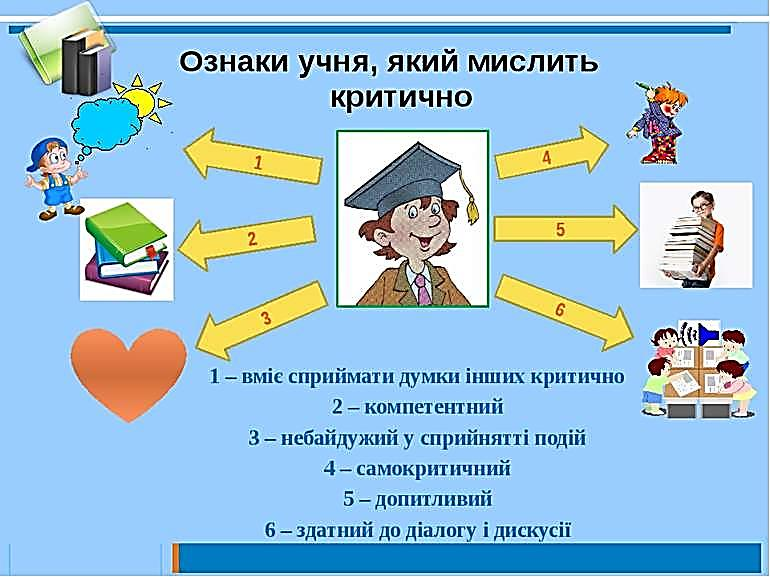 Ознаки учня, який мислить
критично
1
2
3
4
5
6
1 – вміє сприймати думки інших критично
2 – компетентний
3 – небайдужий у сприйнятті подій
4 – самокритичний
5 – допитливий
6 – здатний до діалогу і дискусії